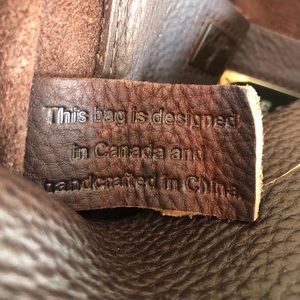 This bag is designed
in Canada and
handcrafted in China